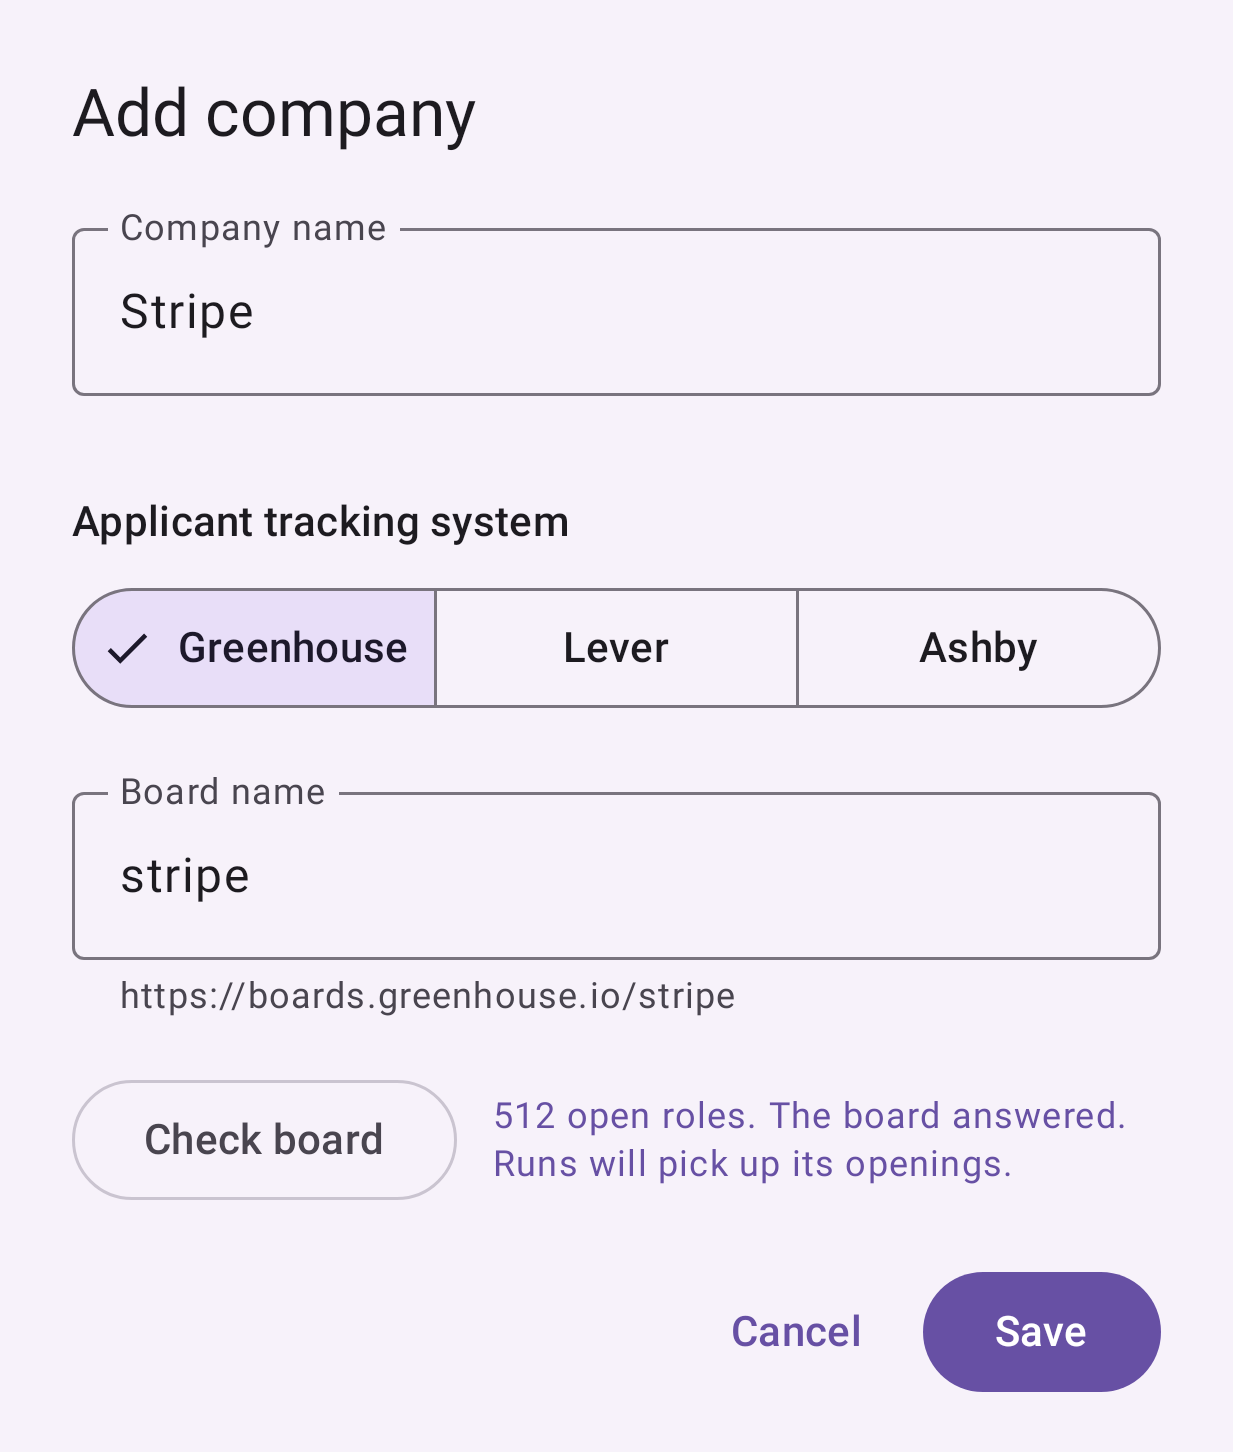 Add company
Company name
Stripe
Applicant tracking system
Greenhouse
Lever
Ashby
Board name
stripe
https://boards.greenhouse.io/stripe
Check board
512 open roles. The board answered.
Runs will pick up its openings.
Cancel
Save